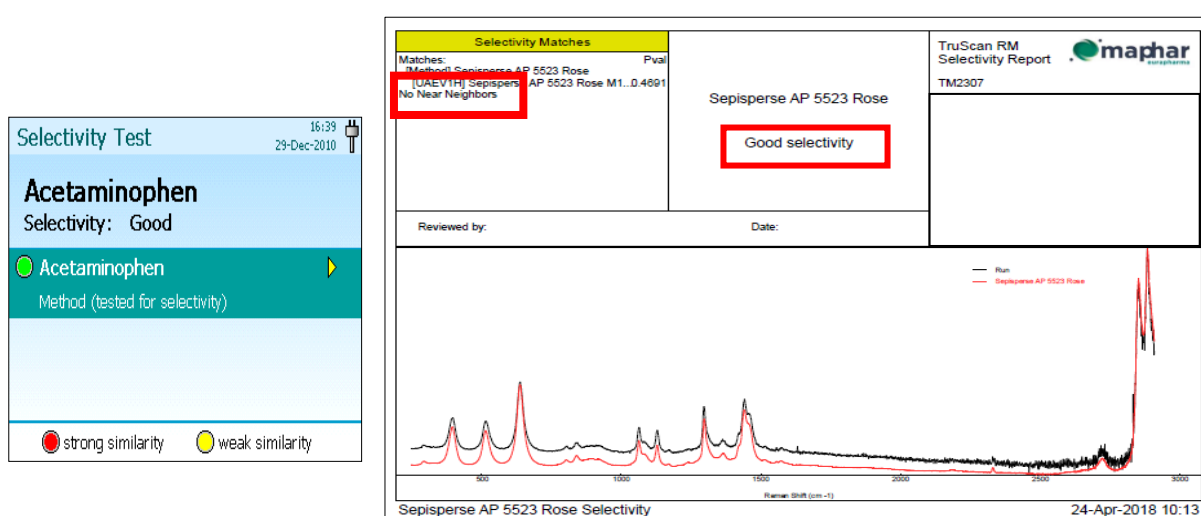 Selectivity Test
16:39
29-Dec-2010
Acetaminophen
Selectivity: Good
Acetaminophen
Method (tested for selectivity)
strong similarity
weak similarity
Selectivity Matches
Matches: Pval
[Method] Sepisperse AP 5523 Rose
[UAEV1H] Sepisperse AP 5523 Rose M1...0.4691
No Near Neighbors
Reviewed by:
Sepisperse AP 5523 Rose
Good selectivity
Date:
TruScan RM
Selectivity Report
TM2307
maphar
eurapharma
Run
Sepisperse AP 5523 Rose
500 1000 1500 2000 2500 3000
Raman Shift (cm -1)
Sepisperse AP 5523 Rose Selectivity
24-Apr-2018 10:13